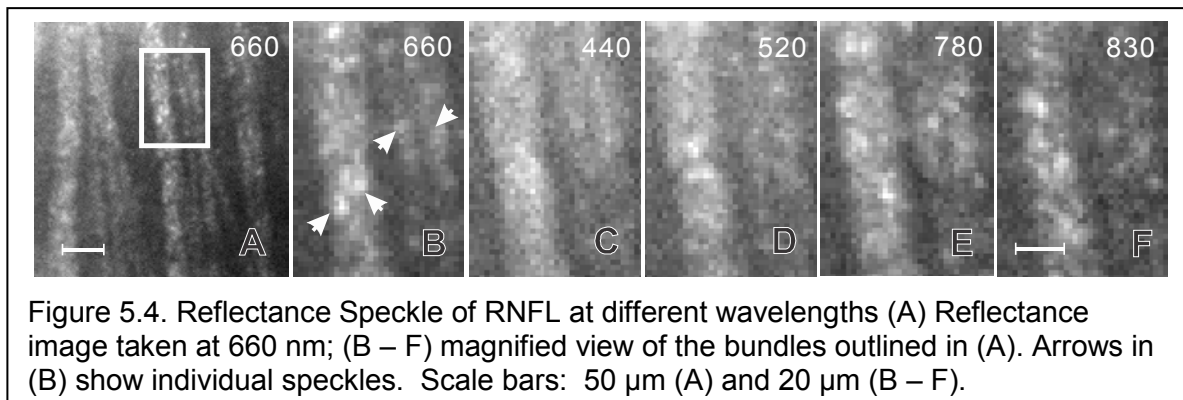 660 660 440 520 780 830
A B C D E F
Figure 5.4. Reflectance Speckle of RNFL at different wavelengths (A) Reflectance
image taken at 660 nm; (B – F) magnified view of the bundles outlined in (A). Arrows in
(B) show individual speckles.  Scale bars:  50 µm (A) and 20 µm (B – F).